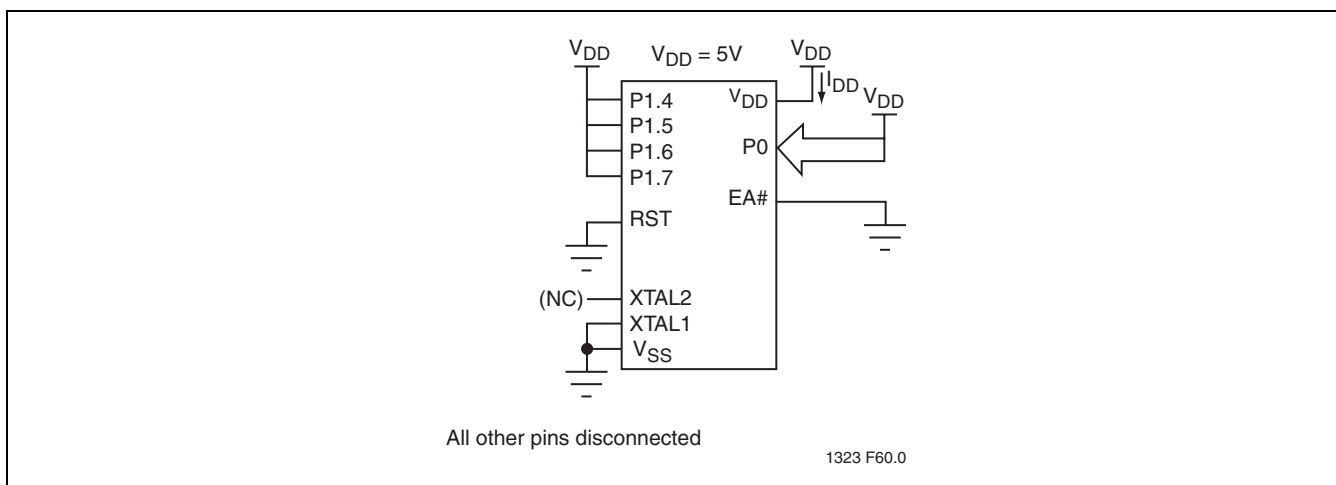 VDD
VDD = 5V
VDD
IDD
VDD
P1.4
P1.5
P1.6
P1.7
VDD
P0
EA#
RST
(NC)
XTAL2
XTAL1
VSS
All other pins disconnected
1323 F60.0